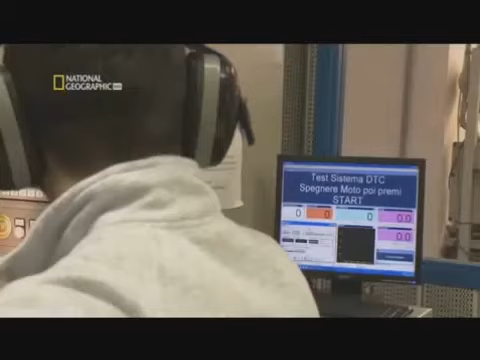 NATIONAL
GEOGRAPHIC
Test Sistema DTC
Spegnere Moto poi premi
START
0 0 0 0.0
0.0